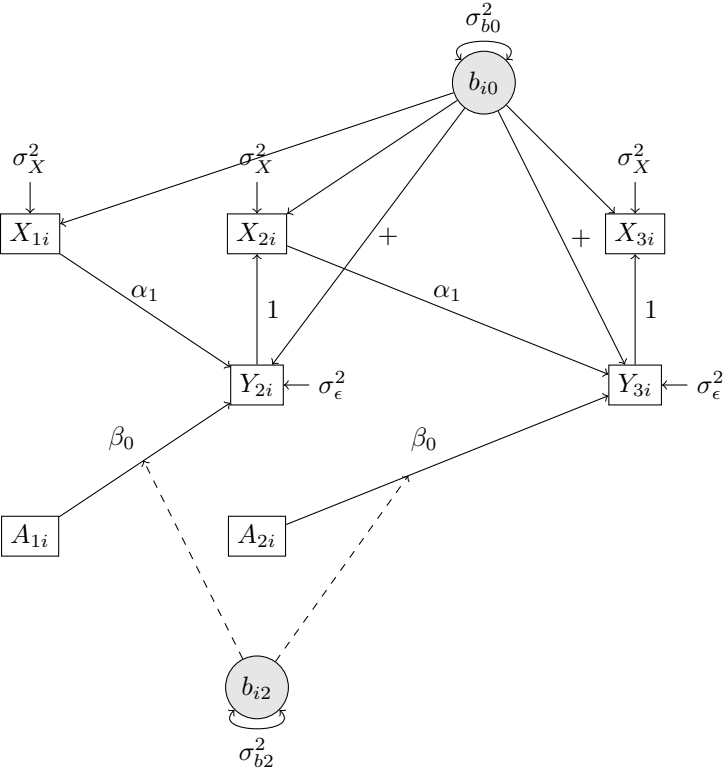 σ²_b0
b_i0
σ²_X σ²_X σ²_X
X_1i X_2i + + X_3i
α_1 1 α_1 1
Y_2i σ²_ϵ Y_3i σ²_ϵ
β_0 β_0
A_1i A_2i
b_i2
σ²_b2